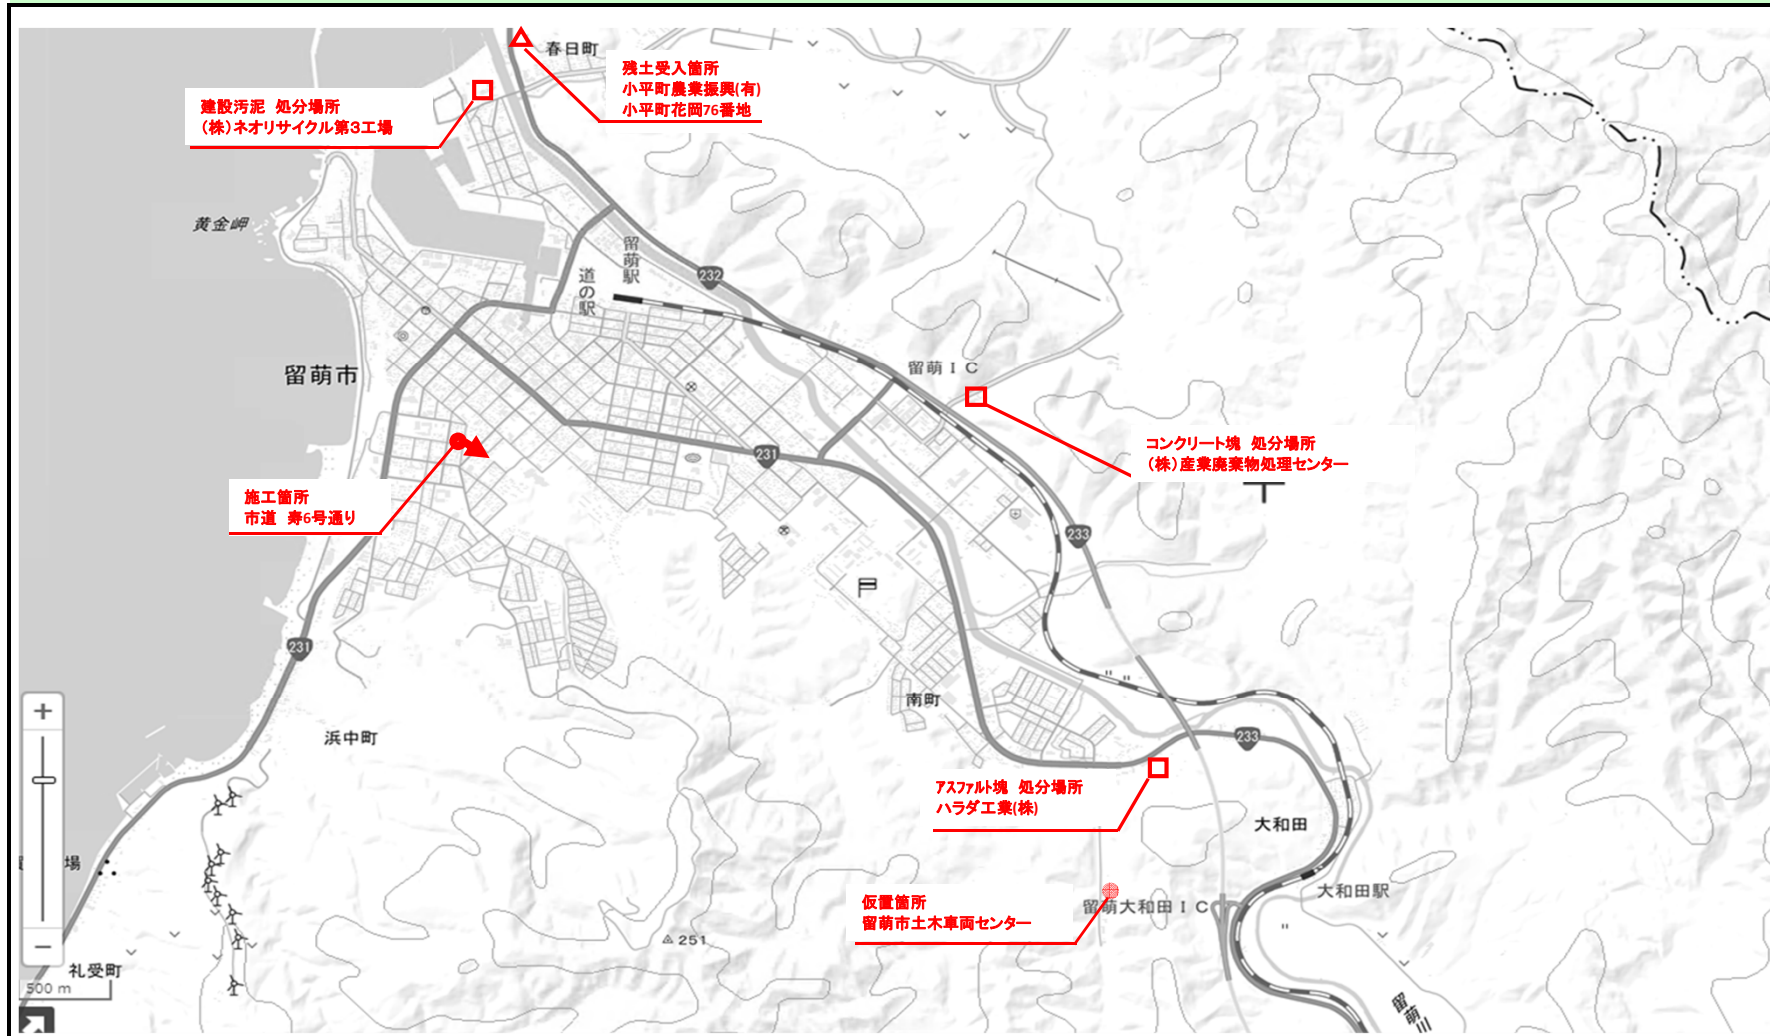 春日町
残土受入箇所
小平町農業振興(有)
小平町花岡76番地
建設汚泥 処分場所
(株)ネオリサイクル第3工場
黄金岬
留萌駅
道の駅
232
留萌市
留萌IC
コンクリート塊 処分場所
(株)産業廃棄物処理センター
231
施工箇所
市道 寿6号通り
233
231
南町
浜中町
233
アスファルト塊 処分場所
ハラダ工業(株)
大和田
場
大和田駅
仮置箇所
留萌市土木車両センター
留萌大和田IC
251
礼受町
500 m
留萌川